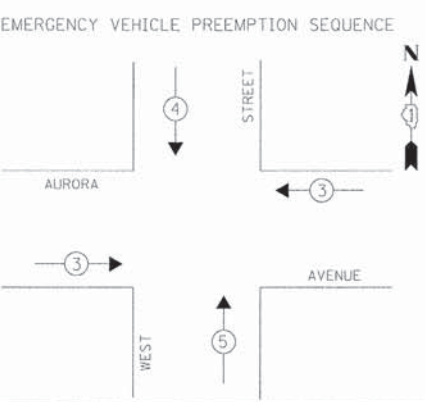 EMERGENCY VEHICLE PREEMPTION SEQUENCE
N
4
STREET
1
AURORA
3
3
AVENUE
WEST
5